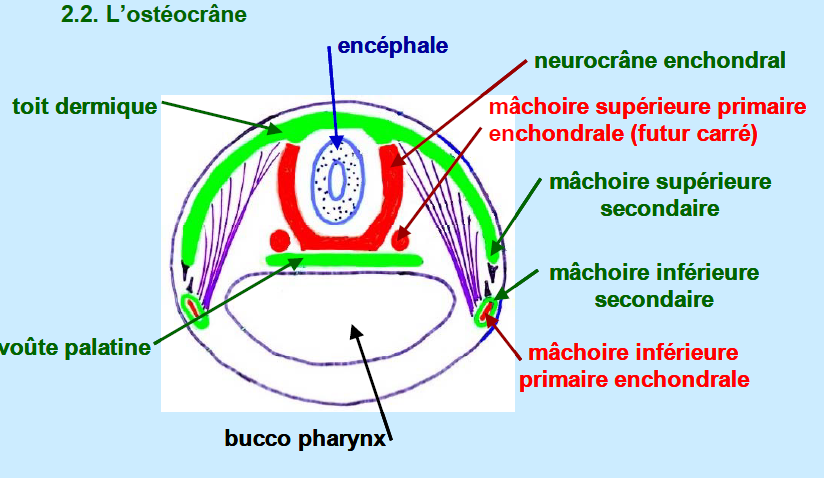 2.2. L'ostéocrâne
encéphale
neurocrâne enchondral
toit dermique
mâchoire supérieure primaire
enchondrale (futur carré)
mâchoire supérieure
secondaire
mâchoire inférieure
secondaire
voûte palatine
mâchoire inférieure
primaire enchondrale
bucco pharynx